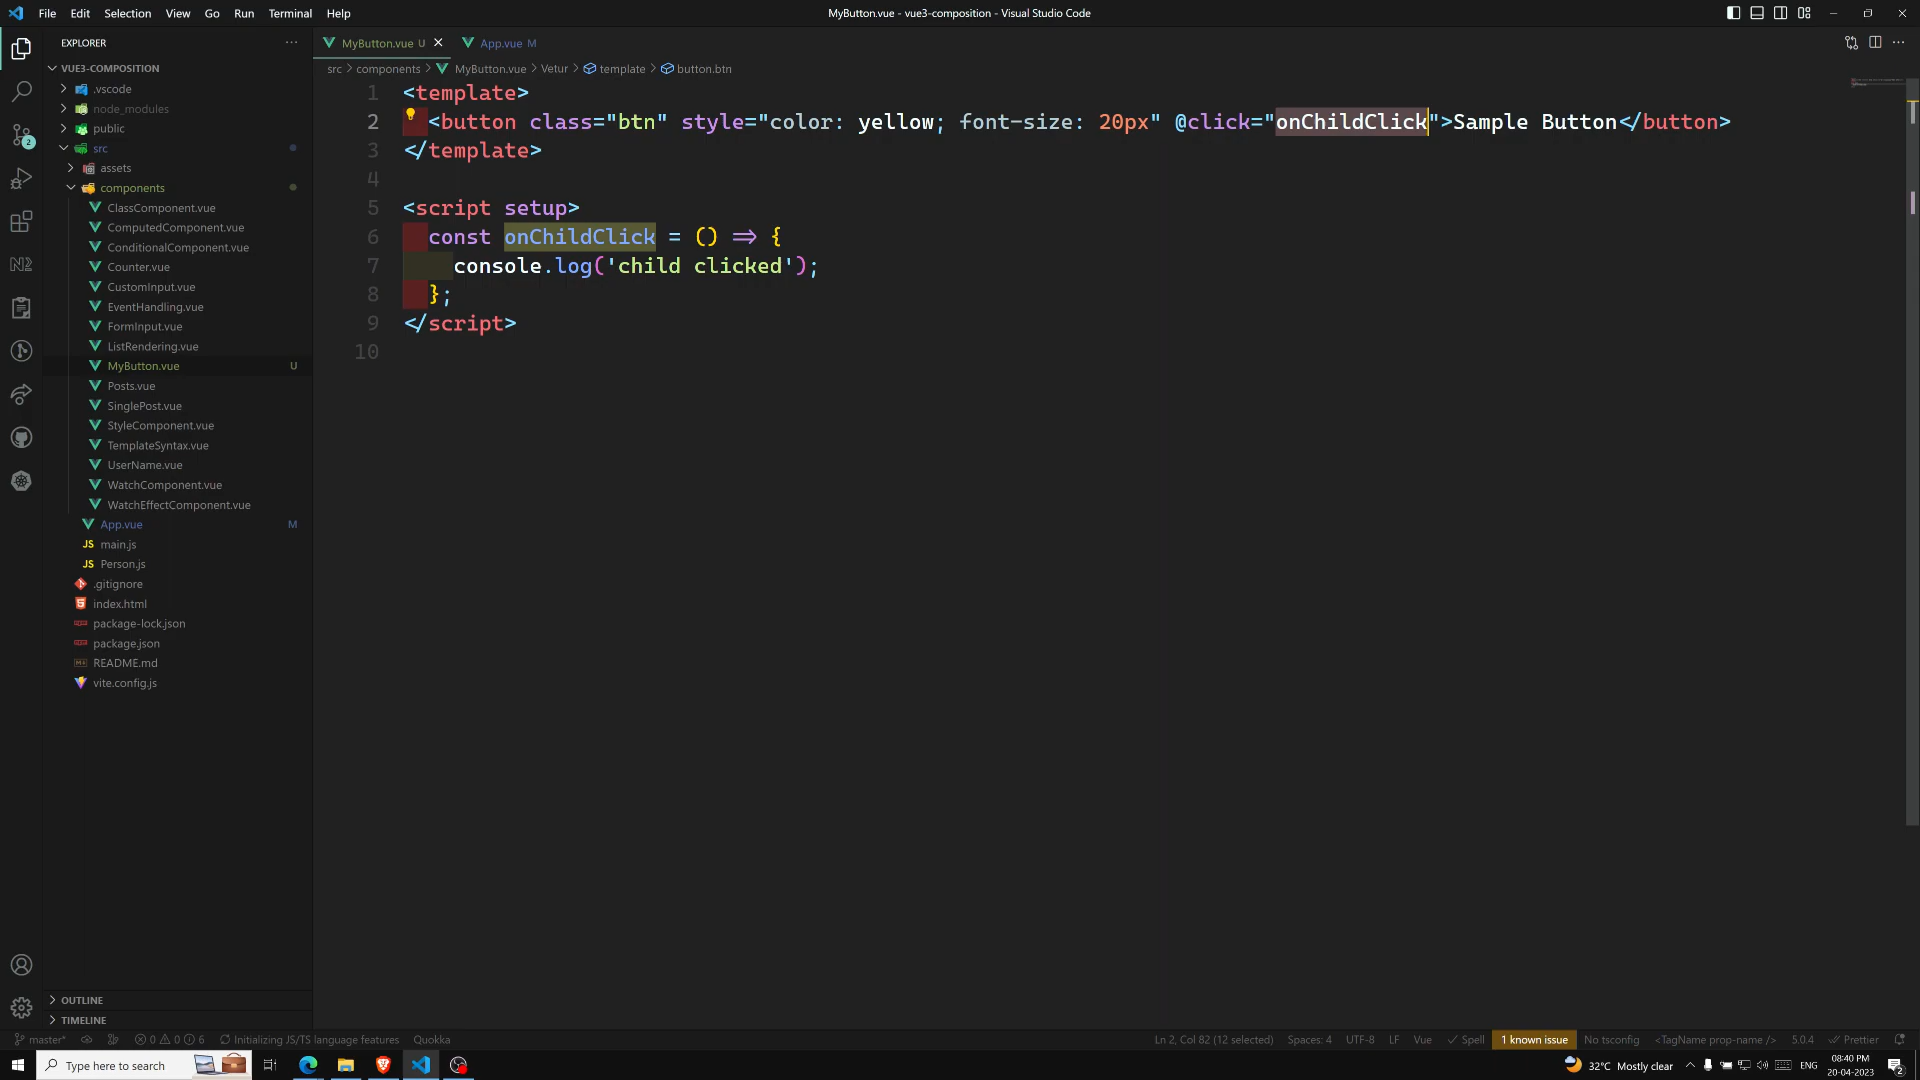 File Edit Selection View Go Run Terminal Help
MyButton.vue - vue3-composition - Visual Studio Code
EXPLORER
VUE3-COMPOSITION
.vscode
node_modules
public
src
assets
components
ClassComponent.vue
ComputedComponent.vue
ConditionalComponent.vue
Counter.vue
CustomInput.vue
EventHandling.vue
FormInput.vue
ListRendering.vue
MyButton.vue U
Posts.vue
SinglePost.vue
StyleComponent.vue
TemplateSyntax.vue
UserName.vue
WatchComponent.vue
WatchEffectComponent.vue
App.vue M
JS main.js
JS Person.js
.gitignore
index.html
package-lock.json
package.json
README.md
vite.config.js
OUTLINE
TIMELINE
2
MyButton.vue U App.vue M
src > components > MyButton.vue > Vetur > template > button.btn
1 <template>
2 <button class="btn" style="color: yellow; font-size: 20px" @click="onChildClick">Sample Button</button>
3 </template>
4
5 <script setup>
6 const onChildClick = () => {
7 console.log('child clicked');
8 };
9 </script>
10
master* 0 0 6 Initializing JS/TS language features Quokka
Ln 2, Col 82 (12 selected) Spaces: 4 UTF-8 LF Vue Spell 1 known issue No tsconfig <TagName prop-name /> 5.0.4 Prettier
Type here to search
32°C Mostly clear ENG
08:40 PM
20-04-2023
2